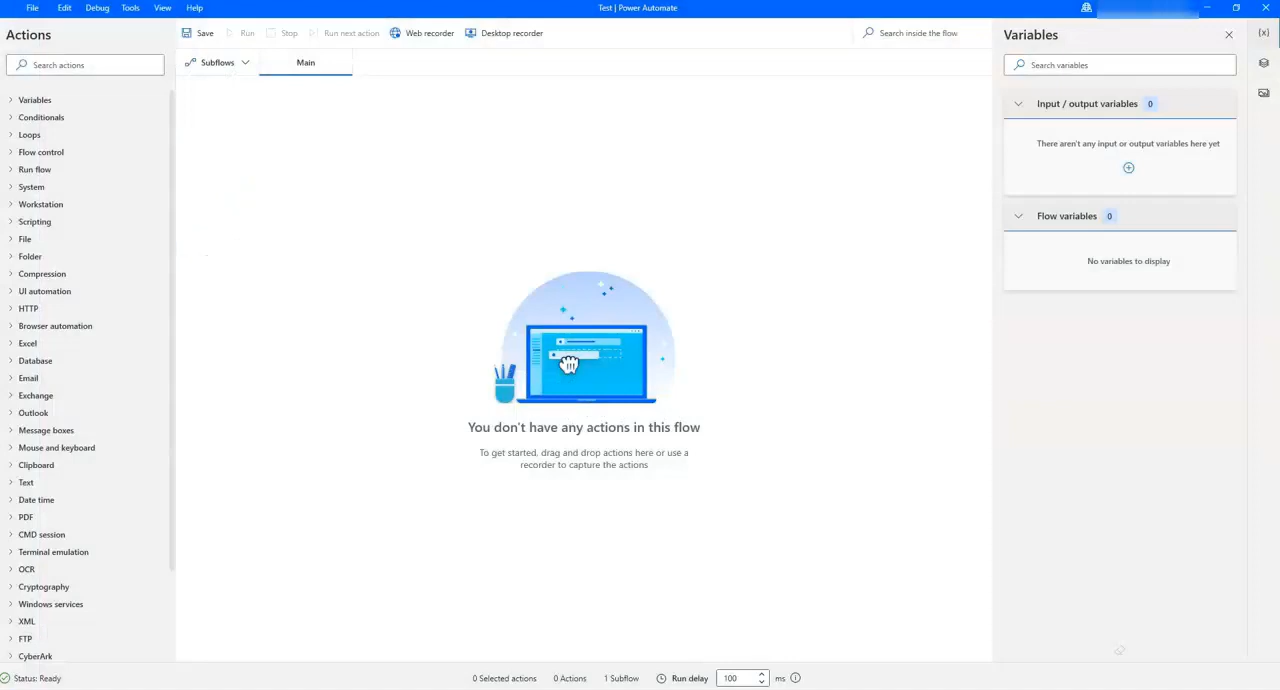 File Edit Debug Tools View Help
Test | Power Automate
Actions
Save Run Stop Run next action Web recorder Desktop recorder
Search inside the flow
Variables
{x}
Search actions
Subflows Main
Search variables
Variables
Conditionals
Loops
Flow control
Run flow
System
Workstation
Scripting
File
Folder
Compression
UI automation
HTTP
Browser automation
Excel
Database
Email
Exchange
Outlook
Message boxes
Mouse and keyboard
Clipboard
Text
Date time
PDF
CMD session
Terminal emulation
OCR
Cryptography
Windows services
XML
FTP
CyberArk
You don't have any actions in this flow
To get started, drag and drop actions here or use a
recorder to capture the actions
Input / output variables 0
There aren't any input or output variables here yet
Flow variables 0
No variables to display
Status: Ready
0 Selected actions 0 Actions 1 Subflow Run delay 100 ms